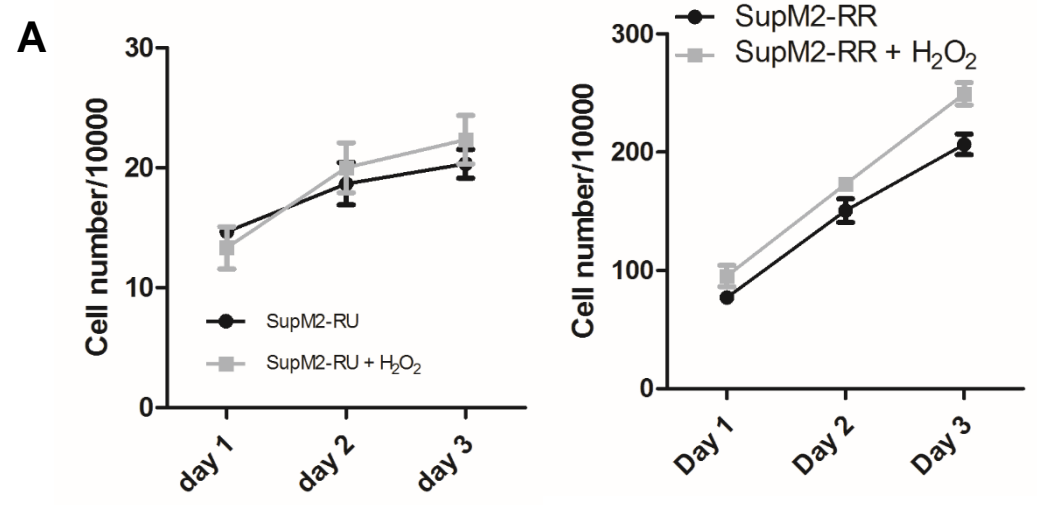 A
30
20
10
0
Cell number/10000
SupM2-RU
SupM2-RU + H₂O₂
day 1
day 2
day 3
SupM2-RR
SupM2-RR + H₂O₂
300
200
100
0
Cell number/10000
Day 1
Day 2
Day 3